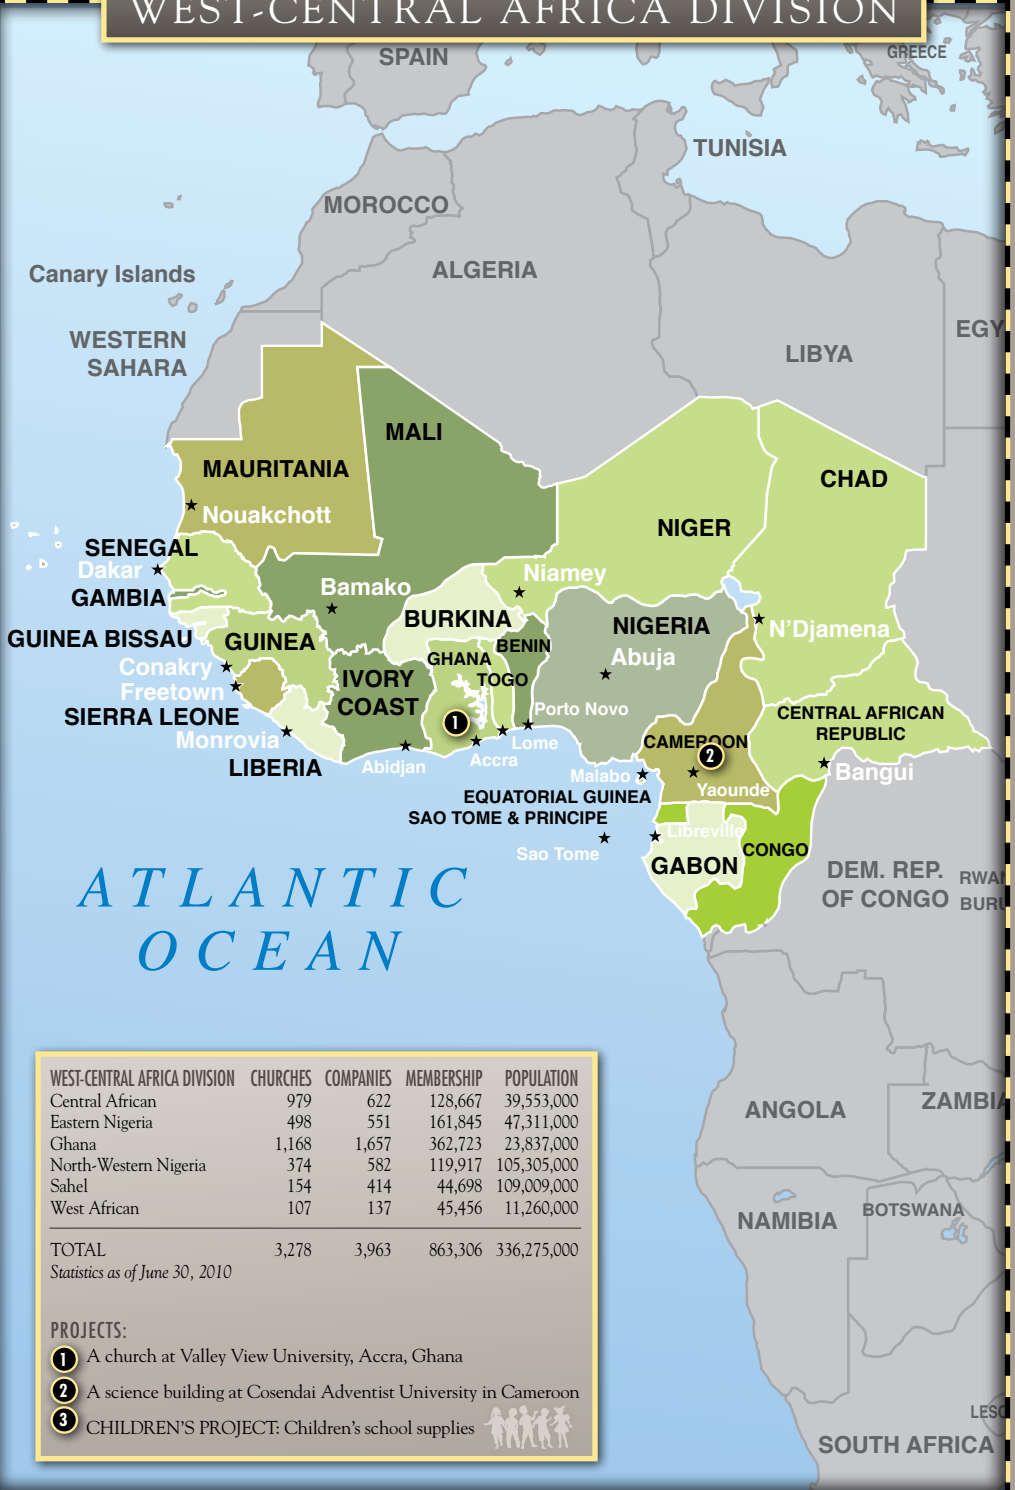 WEST-CENTRAL AFRICA DIVISION
SPAIN
GREECE
TUNISIA
MOROCCO
ALGERIA
Canary Islands
WESTERN
SAHARA
LIBYA
EGY
MALI
MAURITANIA
CHAD
Nouakchott
NIGER
SENEGAL
Dakar
Niamey
GAMBIA
Bamako
BURKINA
NIGERIA
N'Djamena
GUINEA BISSAU
GUINEA
BENIN
GHANA
Abuja
Conakry
IVORY
COAST
TOGO
Freetown
SIERRA LEONE
Porto Novo
CENTRAL AFRICAN
REPUBLIC
1
Monrovia
Lome
CAMEROON
2
LIBERIA
Abidjan
Accra
Malabo
Bangui
Yaounde
EQUATORIAL GUINEA
SAO TOME & PRINCIPE
Libreville
Sao Tome
CONGO
GABON
DEM. REP.
OF CONGO
RWAN
BURU
ATLANTIC
OCEAN
ANGOLA
ZAMBIA
NAMIBIA
BOTSWANA
LESO
SOUTH AFRICA
WEST-CENTRAL AFRICA DIVISION CHURCHES COMPANIES MEMBERSHIP POPULATION
Central African 979 622 128,667 39,553,000
Eastern Nigeria 498 551 161,845 47,311,000
Ghana 1,168 1,657 362,723 23,837,000
North-Western Nigeria 374 582 119,917 105,305,000
Sahel 154 414 44,698 109,009,000
West African 107 137 45,456 11,260,000
TOTAL 3,278 3,963 863,306 336,275,000
Statistics as of June 30, 2010
PROJECTS:
1 A church at Valley View University, Accra, Ghana
2 A science building at Cosendai Adventist University in Cameroon
3 CHILDREN'S PROJECT: Children's school supplies